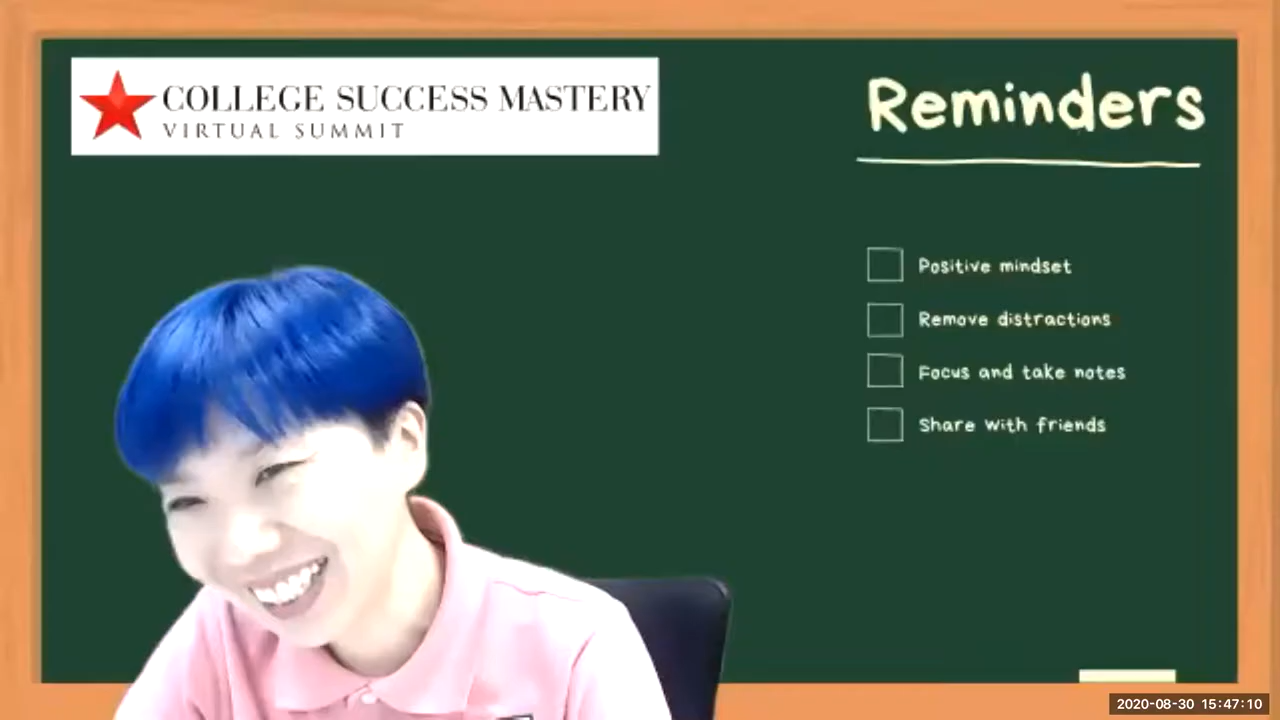 COLLEGE SUCCESS MASTERY
VIRTUAL SUMMIT
Reminders
Positive mindset
Remove distractions
Focus and take notes
Share with friends
2020-08-30 15:47:10